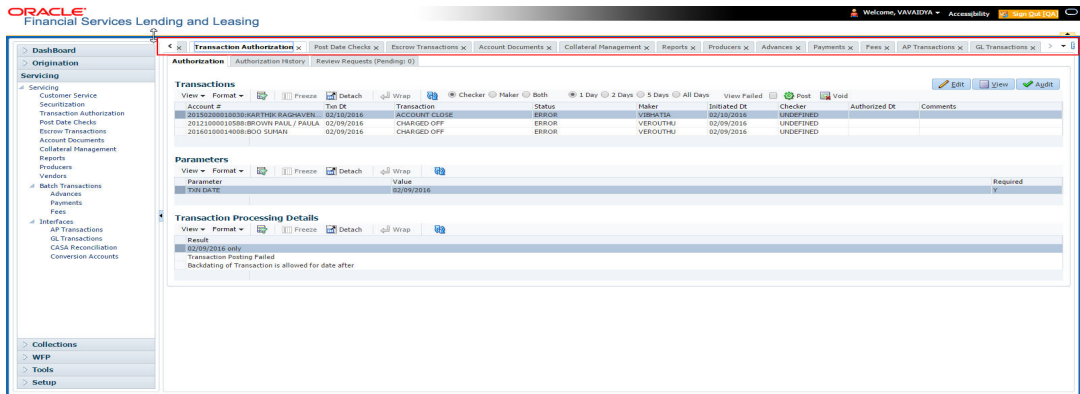 ORACLE
Financial Services Lending and Leasing
Welcome, VAVAIDYA Accessibility Sign Out [QA]
DashBoard
Origination
Servicing
Servicing
Customer Service
Securitization
Transaction Authorization
Post Date Checks
Escrow Transactions
Account Documents
Collateral Management
Reports
Producers
Vendors
Batch Transactions
Advances
Payments
Fees
Interfaces
AP Transactions
GL Transactions
CASA Reconciliation
Conversion Accounts
Collections
WFP
Tools
Setup
Transaction Authorization Post Date Checks Escrow Transactions Account Documents Collateral Management Reports Producers Advances Payments Fees AP Transactions GL Transactions
Authorization Authorization History Review Requests (Pending: 0)
Transactions Edit View Audit
View Format Freeze Detach Wrap Checker Maker Both 1 Day 2 Days 5 Days All Days View Failed Post Void
Account # Txn Dt Transaction Status Maker Initiated Dt Checker Authorized Dt Comments
20150200010030:KARTHIK RAGHAVEN... 02/10/2016 ACCOUNT CLOSE ERROR VIBHATIA 02/10/2016 UNDEFINED
20121000010588:BROWN PAUL / PAULA 02/09/2016 CHARGED OFF ERROR VEROUTHU 02/09/2016 UNDEFINED
20160100014008:BOO SUMAN 02/09/2016 CHARGED OFF ERROR VEROUTHU 02/09/2016 UNDEFINED
Parameters
View Format Freeze Detach Wrap
Parameter Value Required
TXN DATE 02/09/2016 Y
Transaction Processing Details
View Format Freeze Detach Wrap
Result
02/09/2016 only
Transaction Posting Failed
Backdating of Transaction is allowed for date after